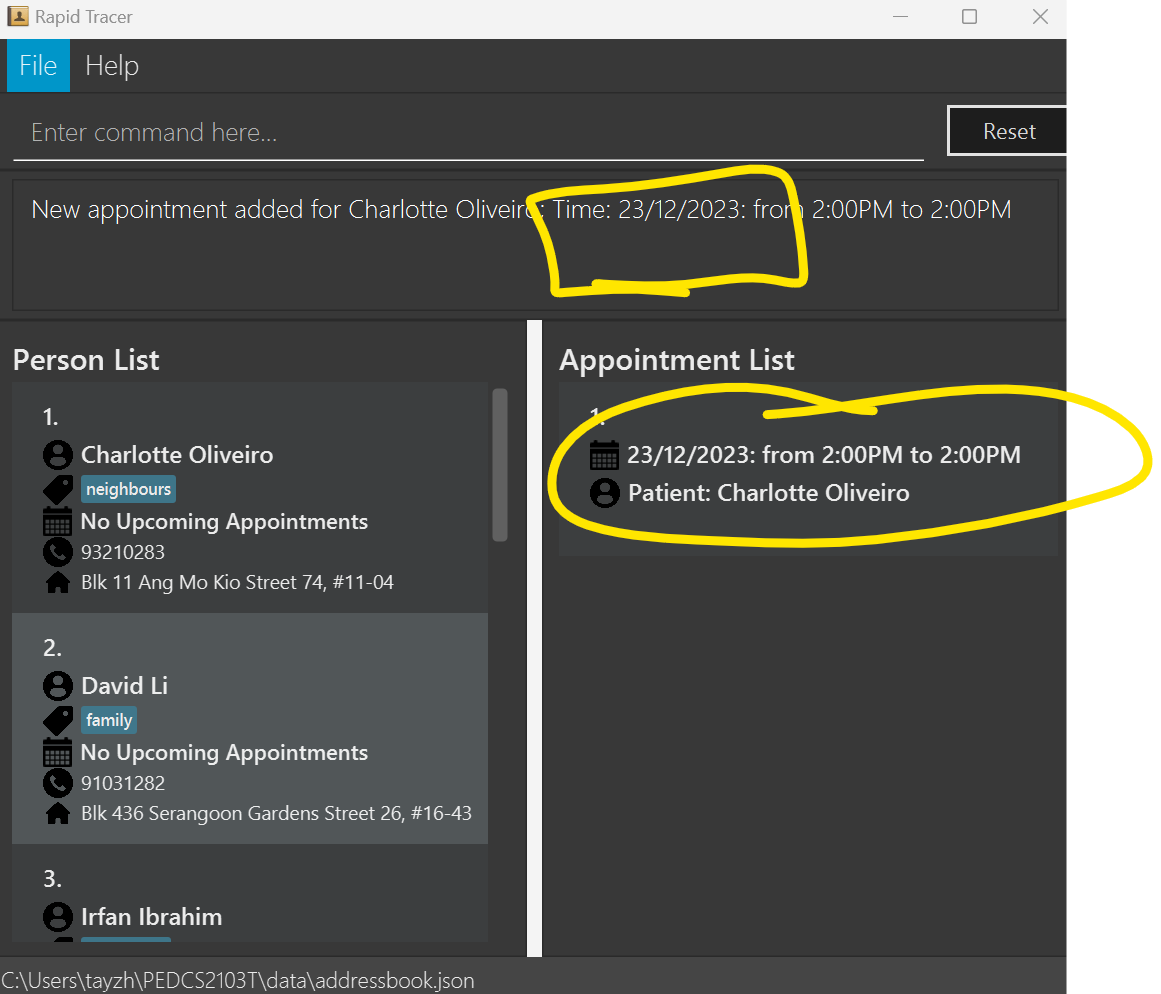 Rapid Tracer
File Help
Enter command here...
Reset
New appointment added for Charlotte Oliveiro; Time: 23/12/2023: from 2:00PM to 2:00PM
Person List
1.
Charlotte Oliveiro
neighbours
No Upcoming Appointments
93210283
Blk 11 Ang Mo Kio Street 74, #11-04
2.
David Li
family
No Upcoming Appointments
91031282
Blk 436 Serangoon Gardens Street 26, #16-43
3.
Irfan Ibrahim
Appointment List
1.
23/12/2023: from 2:00PM to 2:00PM
Patient: Charlotte Oliveiro
C:\Users\tayzh\PEDCS2103T\data\addressbook.json